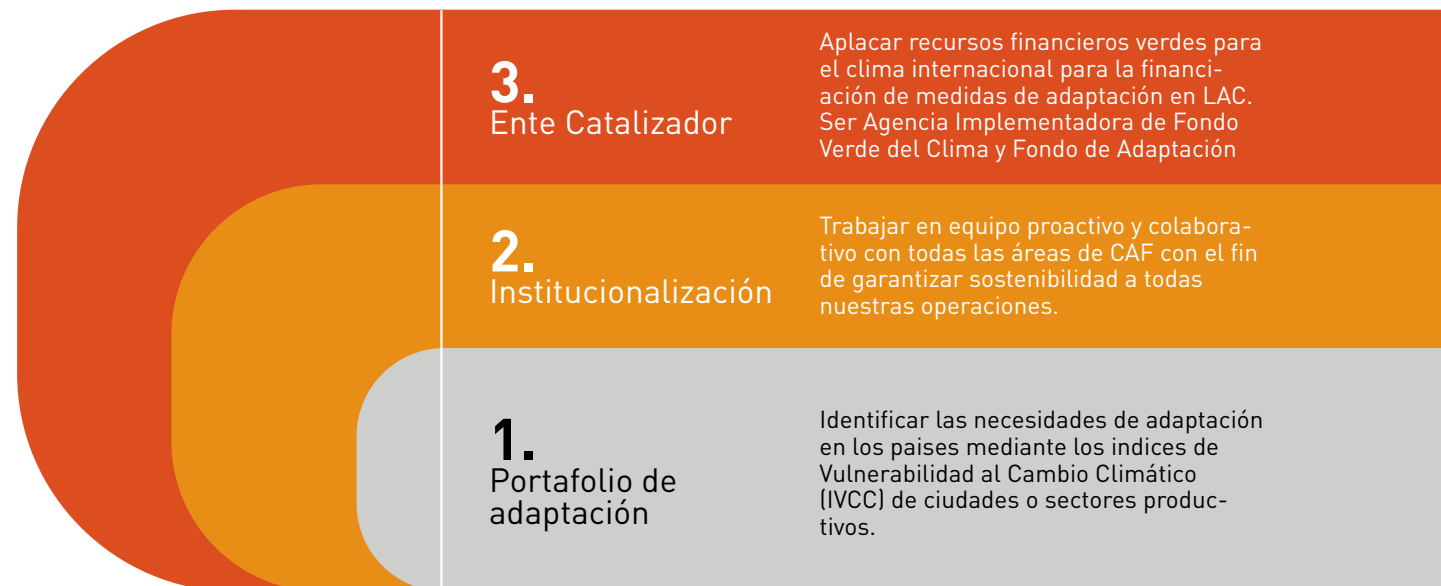 3.
Ente Catalizador
Aplacar recursos financieros verdes para
el clima internacional para la financi-
ación de medidas de adaptación en LAC.
Ser Agencia Implementadora de Fondo
Verde del Clima y Fondo de Adaptación
2.
Institucionalización
Trabajar en equipo proactivo y colabora-
tivo con todas las áreas de CAF con el fin
de garantizar sostenibilidad a todas
nuestras operaciones.
1.
Portafolio de
adaptación
Identificar las necesidades de adaptación
en los paises mediante los indices de
Vulnerabilidad al Cambio Climático
(IVCC) de ciudades o sectores produc-
tivos.